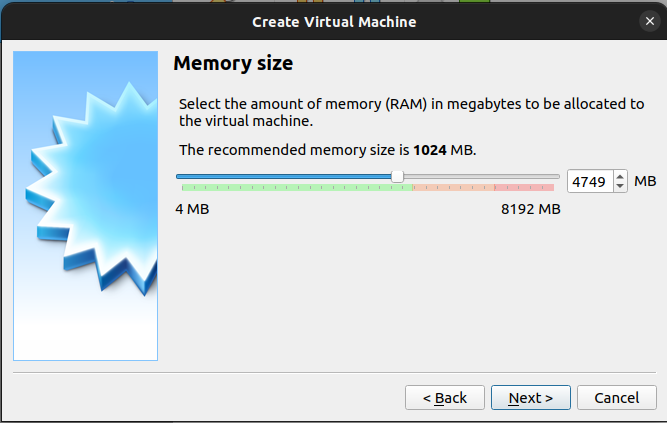 Create Virtual Machine
Memory size
Select the amount of memory (RAM) in megabytes to be allocated to
the virtual machine.
The recommended memory size is 1024 MB.
4749 MB
4 MB 8192 MB
< Back Next > Cancel